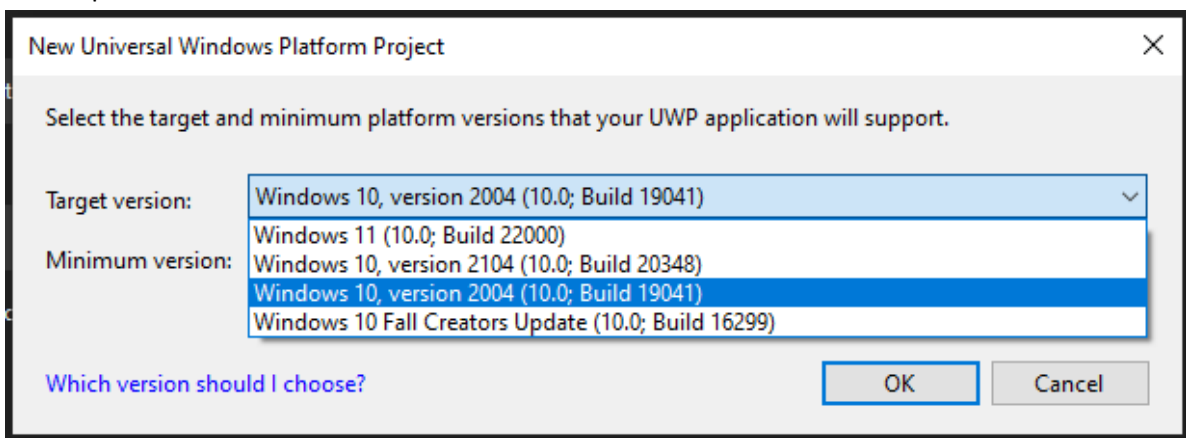 New Universal Windows Platform Project
Select the target and minimum platform versions that your UWP application will support.
Target version: Windows 10, version 2004 (10.0; Build 19041)
Windows 11 (10.0; Build 22000)
Minimum version: Windows 10, version 2104 (10.0; Build 20348)
Windows 10, version 2004 (10.0; Build 19041)
Windows 10 Fall Creators Update (10.0; Build 16299)
Which version should I choose? OK Cancel